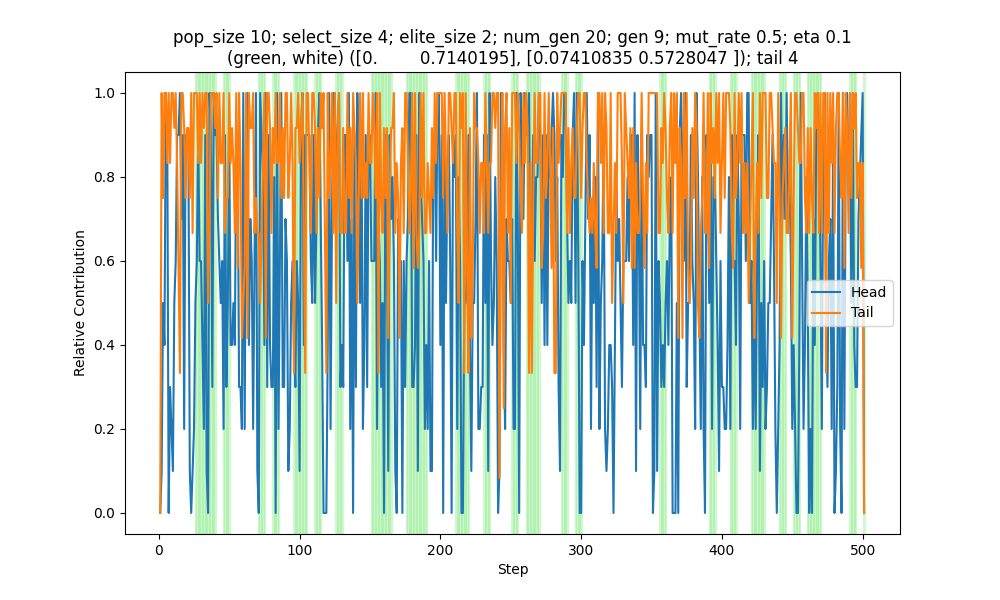 pop_size 10; select_size 4; elite_size 2; num_gen 20; gen 9; mut_rate 0.5; eta 0.1
(green, white) ([0.        0.7140195], [0.07410835 0.5728047 ]); tail 4
1.0
0.8
0.6
0.4
0.2
0.0
Relative Contribution
Head
Tail
0
100
200
300
400
500
Step